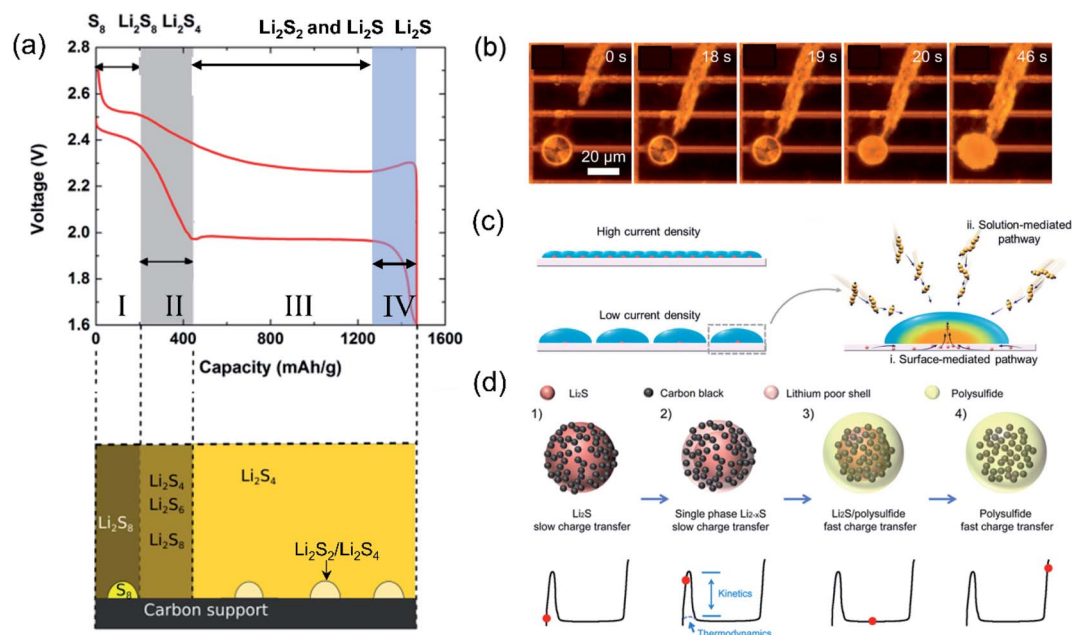 (a)
S₈ Li₂S₈ Li₂S₄
Li₂S₂ and Li₂S Li₂S
2.8
2.6
2.4
2.2
2.0
1.8
1.6
Voltage (V)
I II III IV
0 400 800 1200 1600
Capacity (mAh/g)
Li₂S₈
Li₂S₄
Li₂S₆
Li₂S₈
Li₂S₄
S₈
Li₂S₂/Li₂S₄
Carbon support
(b)
0 s 18 s 19 s 20 s 46 s
20 µm
(c)
High current density
Low current density
ii. Solution-mediated
pathway
i. Surface-mediated pathway
(d)
Li₂S Carbon black Lithium poor shell Polysulfide
1) 2) 3) 4)
Li₂S
slow charge transfer
Single phase Li₂₋ₓS
slow charge transfer
Li₂S/polysulfide
fast charge transfer
Polysulfide
fast charge transfer
Kinetics
Thermodynamics